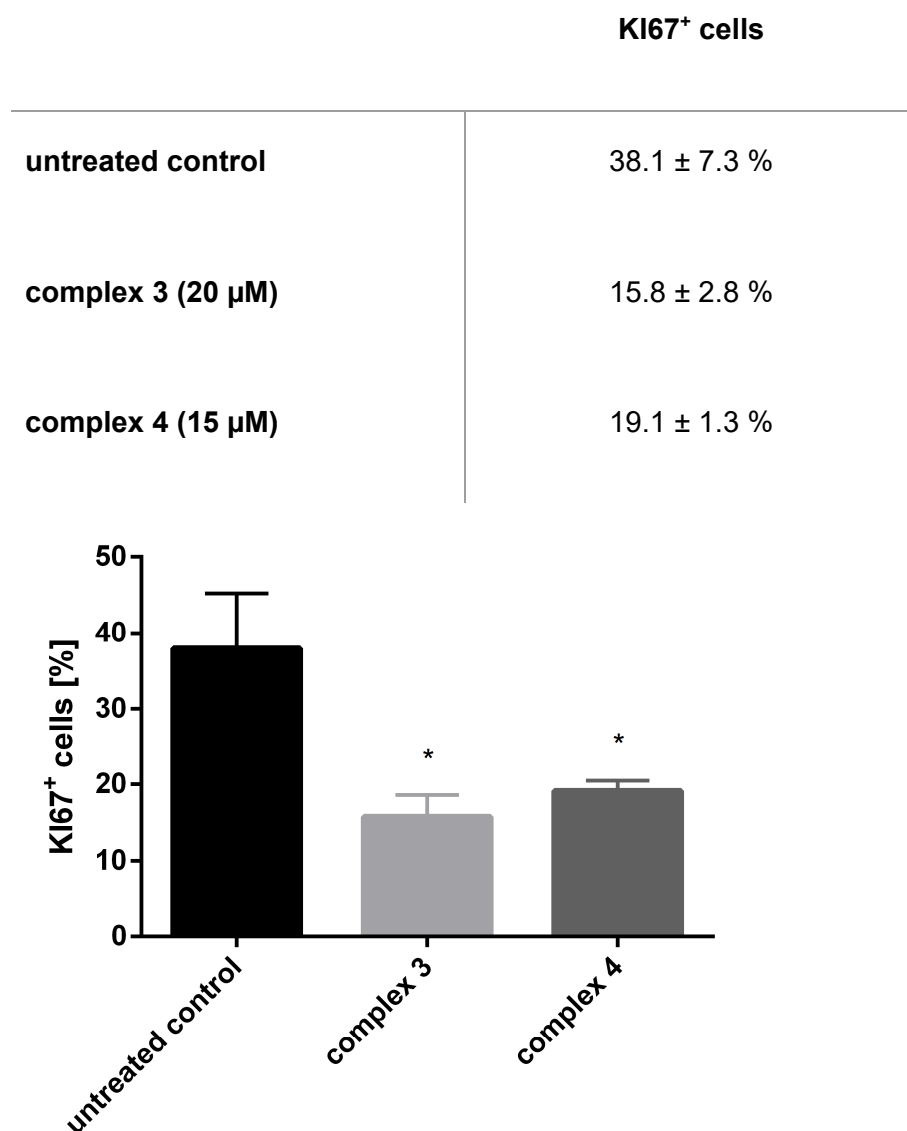 KI67⁺ cells
untreated control 38.1 ± 7.3 %
complex 3 (20 µM) 15.8 ± 2.8 %
complex 4 (15 µM) 19.1 ± 1.3 %
50
40
30
20
10
0
KI67⁺ cells [%]
*
*
untreated control
complex 3
complex 4